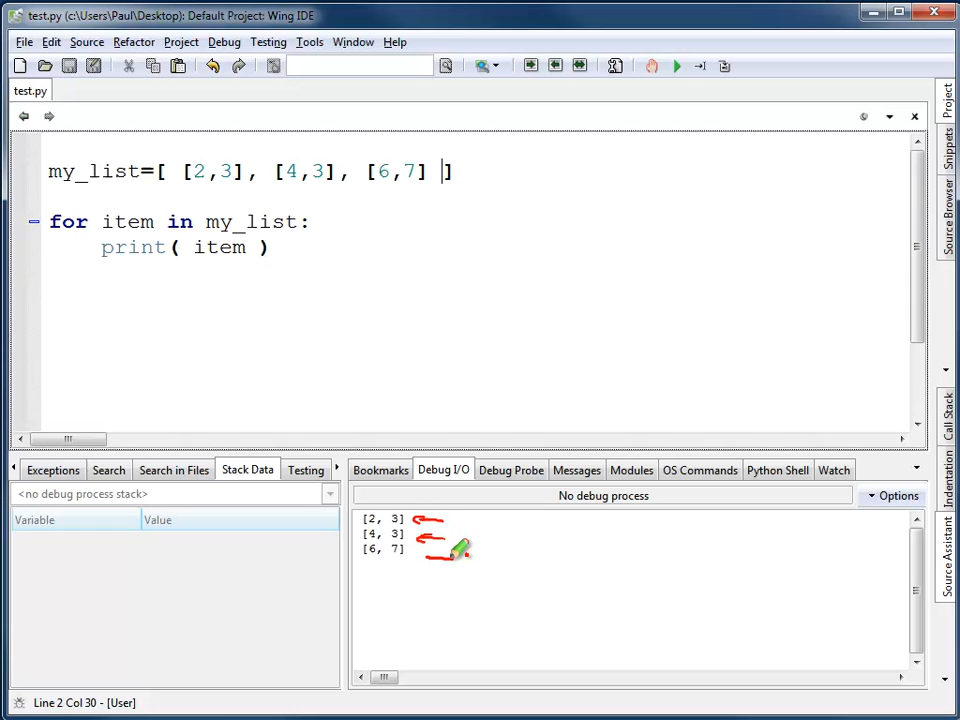 test.py (c:\Users\Paul\Desktop): Default Project: Wing IDE
File Edit Source Refactor Project Debug Testing Tools Window Help
test.py
my_list=[ [2,3], [4,3], [6,7] ]
for item in my_list:
print( item )
Project
Snippets
Source Browser
Call Stack
Indentation
Source Assistant
Exceptions Search Search in Files Stack Data Testing
<no debug process stack>
Variable Value
Bookmarks Debug I/O Debug Probe Messages Modules OS Commands Python Shell Watch
No debug process Options
[2, 3]
[4, 3]
[6, 7]
Line 2 Col 30 - [User]